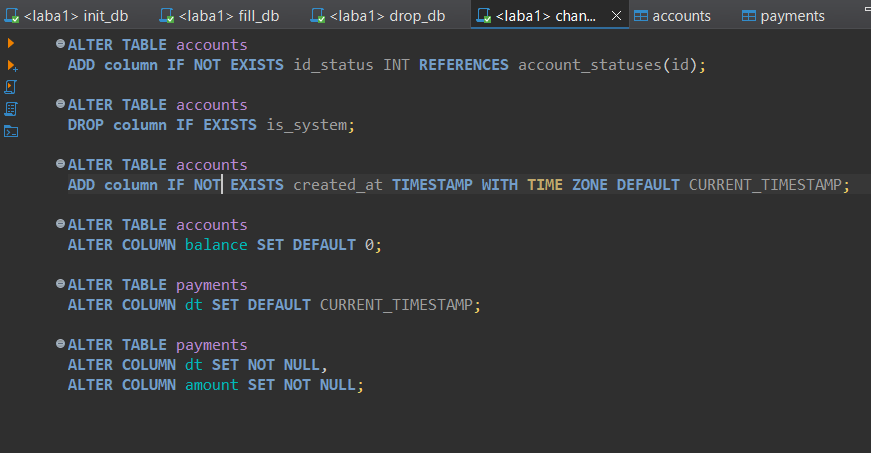 <laba1> init_db
<laba1> fill_db
<laba1> drop_db
<laba1> chan...
accounts
payments
ALTER TABLE accounts
ADD column IF NOT EXISTS id_status INT REFERENCES account_statuses(id);
ALTER TABLE accounts
DROP column IF EXISTS is_system;
ALTER TABLE accounts
ADD column IF NOT EXISTS created_at TIMESTAMP WITH TIME ZONE DEFAULT CURRENT_TIMESTAMP;
ALTER TABLE accounts
ALTER COLUMN balance SET DEFAULT 0;
ALTER TABLE payments
ALTER COLUMN dt SET DEFAULT CURRENT_TIMESTAMP;
ALTER TABLE payments
ALTER COLUMN dt SET NOT NULL,
ALTER COLUMN amount SET NOT NULL;